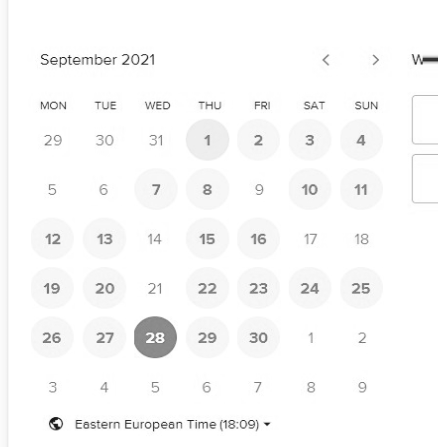 September 2021
MON TUE WED THU FRI SAT SUN
29 30 31 1 2 3 4
5 6 7 8 9 10 11
12 13 14 15 16 17 18
19 20 21 22 23 24 25
26 27 28 29 30 1 2
3 4 5 6 7 8 9
Eastern European Time (18:09)